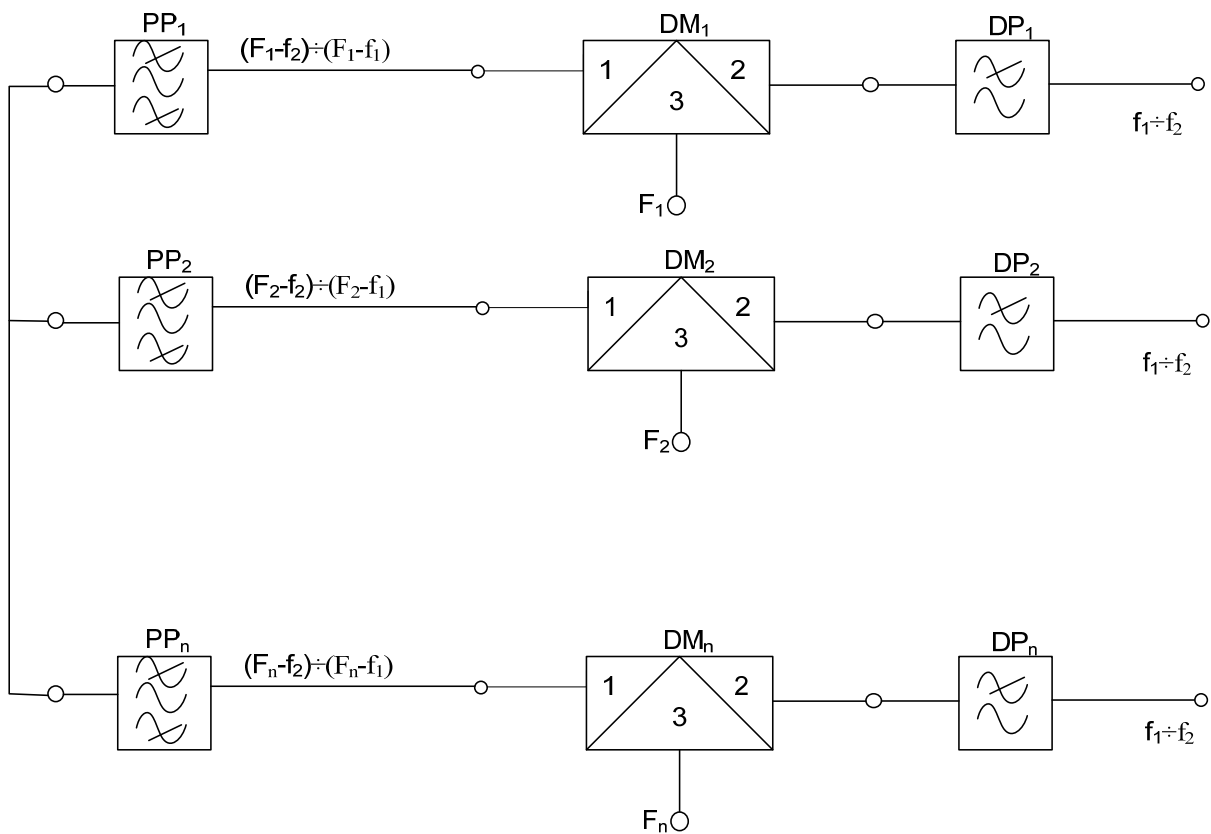 PP₁ (F₁-f₂)÷(F₁-f₁) DM₁ DP₁
1 2
3
f₁÷f₂
F₁
PP₂ (F₂-f₂)÷(F₂-f₁) DM₂ DP₂
1 2
3
f₁÷f₂
F₂
PPₙ (Fₙ-f₂)÷(Fₙ-f₁) DMₙ DPₙ
1 2
3
f₁÷f₂
Fₙ